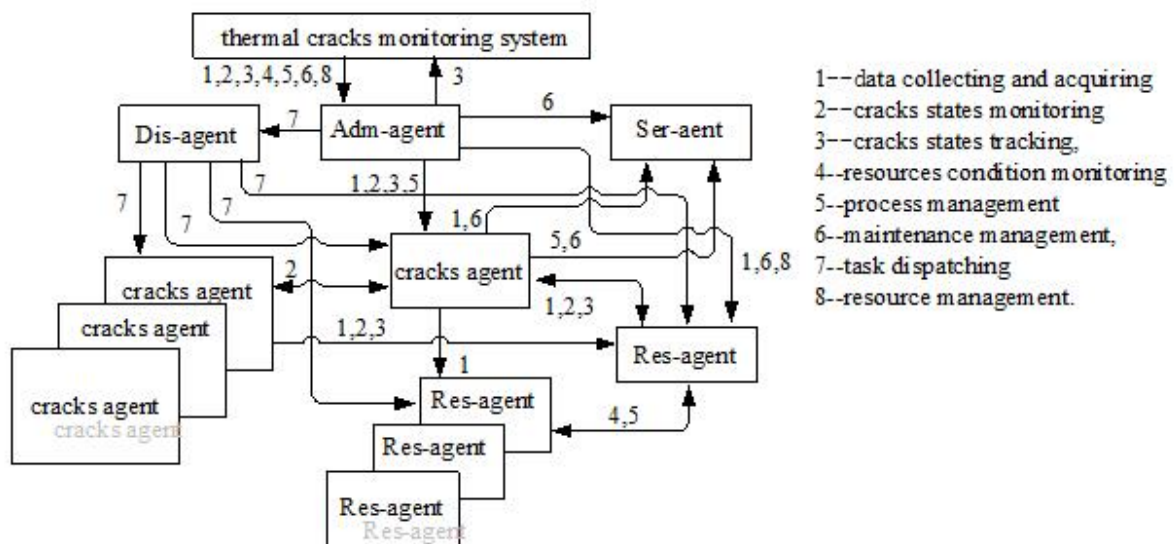 thermal cracks monitoring system
1,2,3,4,5,6,8
3
Dis-agent
7
Adm-agent
6
Ser-aent
1,2,3,5
7
7
7
7
1,6
5,6
1,6,8
cracks agent
2
cracks agent
cracks agent
cracks agent
cracks agent
1,2,3
1,2,3
Res-agent
1
Res-agent
4,5
Res-agent
Res-agent
Res-agent
1--data collecting and acquiring
2--cracks states monitoring
3--cracks states tracking,
4--resources condition monitoring
5--process management
6--maintenance management,
7--task dispatching
8--resource management.